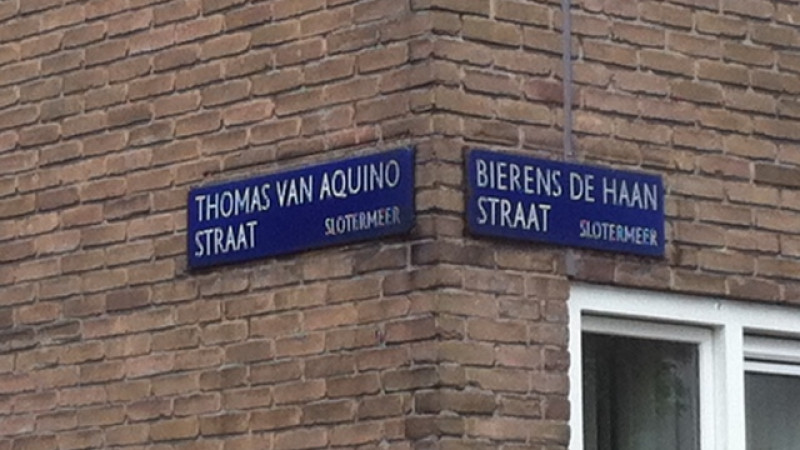 THOMAS VAN AQUINO
STRAAT SLOTERMEER
BIERENS DE HAAN
STRAAT SLOTERMEER